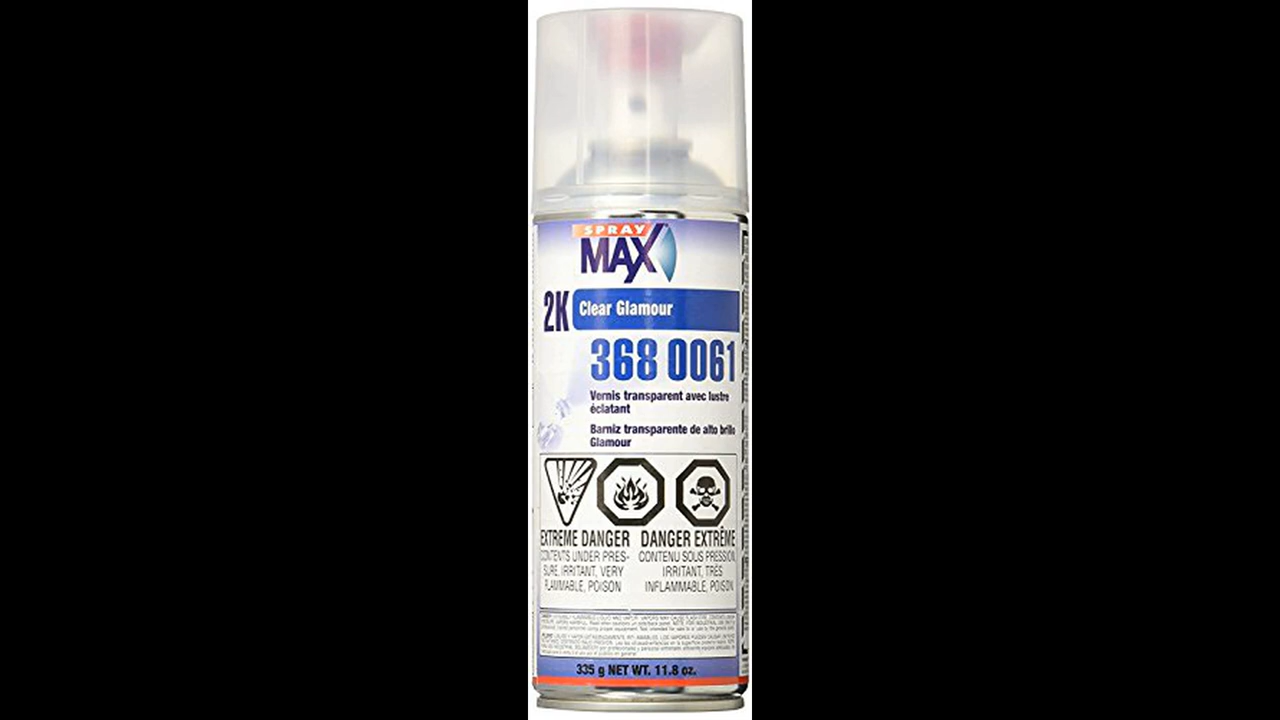 SPRAY
MAX
2K
Clear Glamour
368 0061
Vernis transparent avec lustre
éclatant
Barniz transparente de alto brillo
Glamour
EXTREME DANGER
CONTENTS UNDER PRES-
SURE, IRRITANT, VERY
FLAMMABLE, POISON
DANGER EXTRÊME
CONTENU SOUS PRESSION,
IRRITANT, TRÈS
INFLAMMABLE, POISON
335 g NET WT. 11.8 oz.